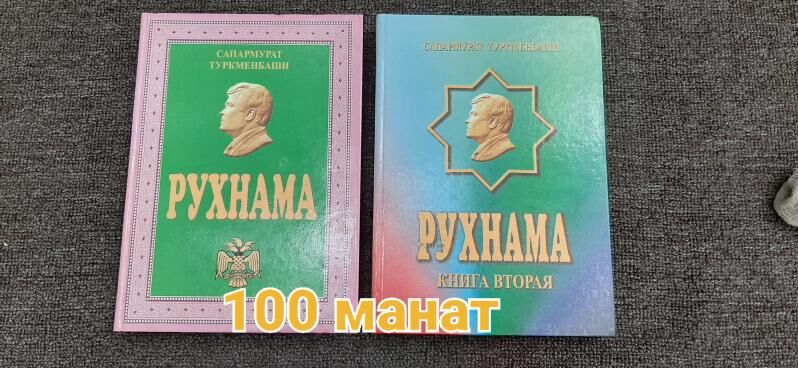 САПАРМУРАТ
ТУРКМЕНБАШИ
РУХНАМА
САПАРМУРАТ ТУРКМЕНБАШИ
РУХНАМА
КНИГА ВТОРАЯ
100 манат